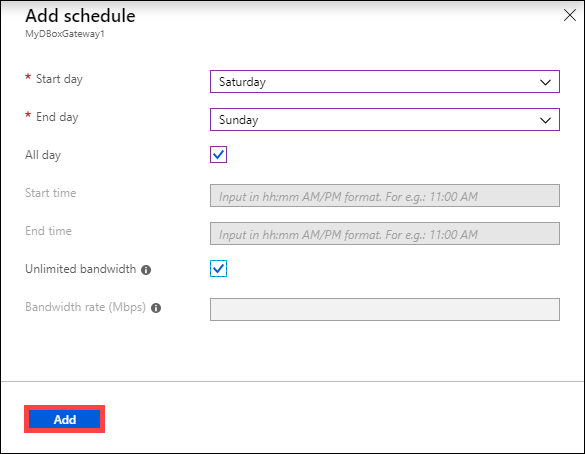 Add schedule
MyDBoxGateway1
* Start day Saturday
* End day Sunday
All day
Start time Input in hh:mm AM/PM format. For e.g.: 11:00 AM
End time Input in hh:mm AM/PM format. For e.g.: 11:00 AM
Unlimited bandwidth
Bandwidth rate (Mbps)
Add